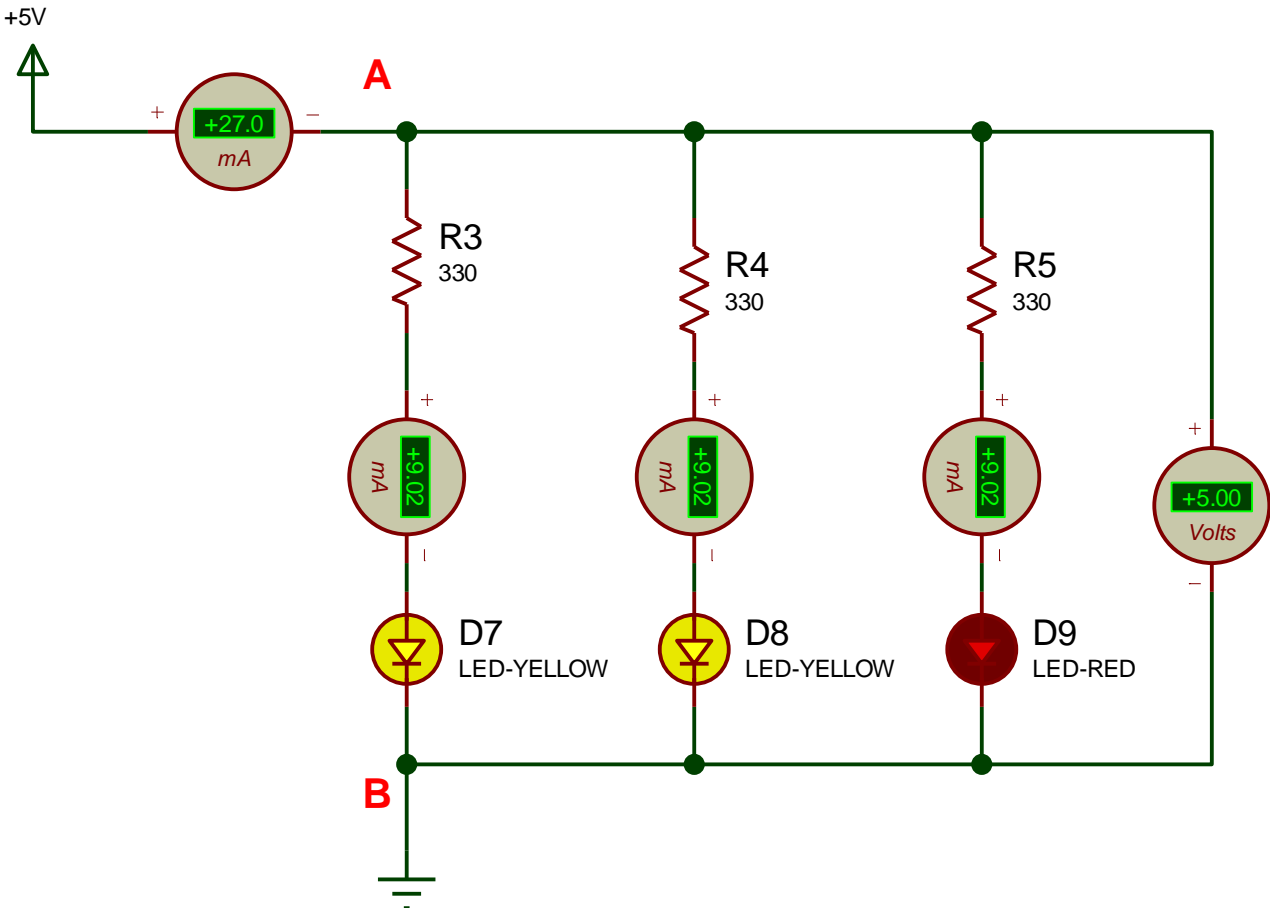 +5V
A
+ −
+27.0
mA
R3
330
R4
330
R5
330
+ −
+9.02
mA
+ −
+9.02
mA
+ −
+9.02
mA
+ −
+5.00
Volts
D7
LED-YELLOW
D8
LED-YELLOW
D9
LED-RED
B